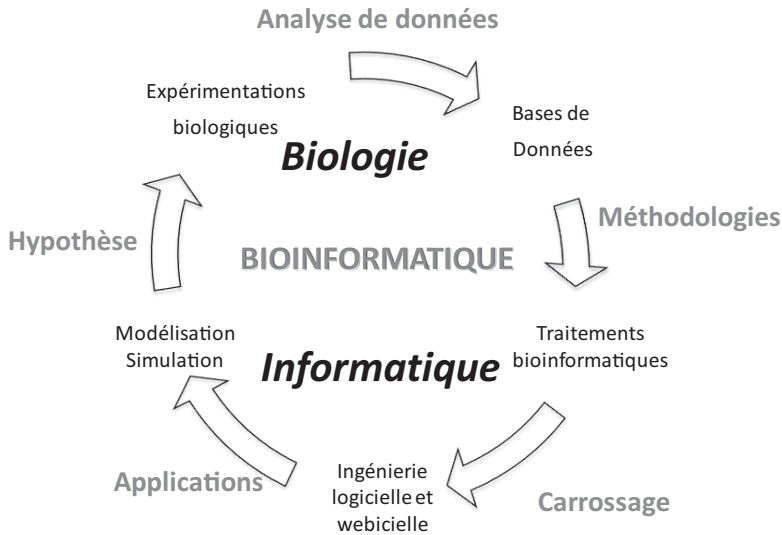 Analyse de données
Expérimentations
biologiques
Bases de
Données
Biologie
Méthodologies
Hypothèse
BIOINFORMATIQUE
Modélisation
Simulation
Informatique
Traitements
bioinformatiques
Applications
Ingénierie
logicielle et
webicielle
Carrossage